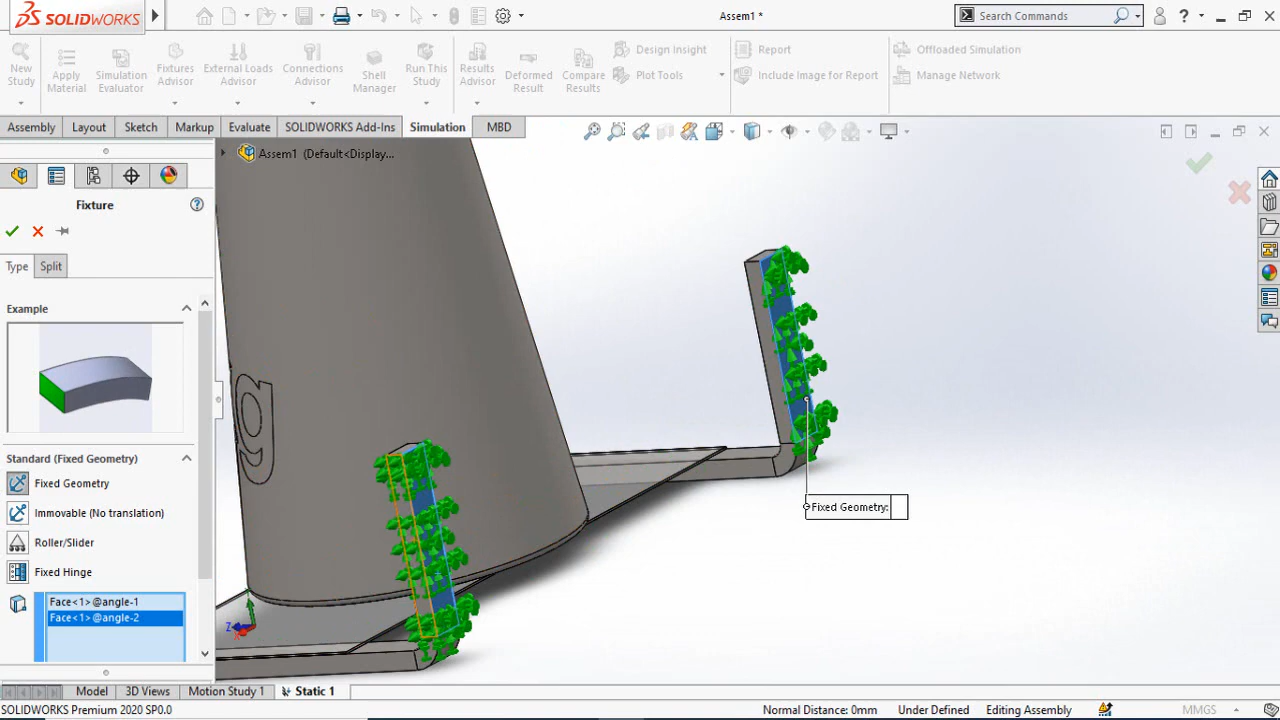 SOLIDWORKS
Assem1 *
Search Commands
?
New Study
Apply Material
Simulation Evaluator
Fixtures Advisor
External Loads Advisor
Connections Advisor
Shell Manager
Run This Study
Results Advisor
Deformed Result
Compare Results
Design Insight
Plot Tools
Report
Include Image for Report
Offloaded Simulation
Manage Network
Assembly
Layout
Sketch
Markup
Evaluate
SOLIDWORKS Add-Ins
Simulation
MBD
Assem1 (Default<Display...
Fixture
?
Type
Split
Example
Standard (Fixed Geometry)
Fixed Geometry
Immovable (No translation)
Roller/Slider
Fixed Hinge
Face<1>@angle-1
Face<1>@angle-2
g
Fixed Geometry:
Z
X
Model
3D Views
Motion Study 1
Static 1
SOLIDWORKS Premium 2020 SP0.0
Normal Distance: 0mm
Under Defined
Editing Assembly
MMGS